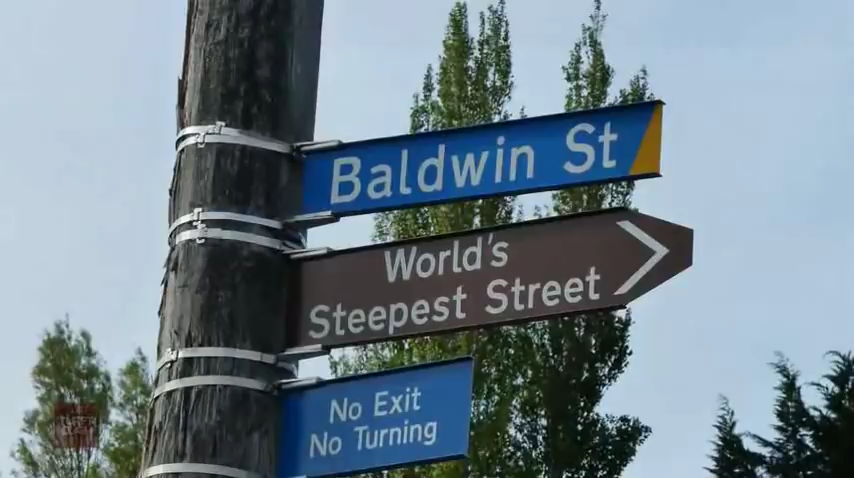 Baldwin St
World's
Steepest Street
No Exit
No Turning